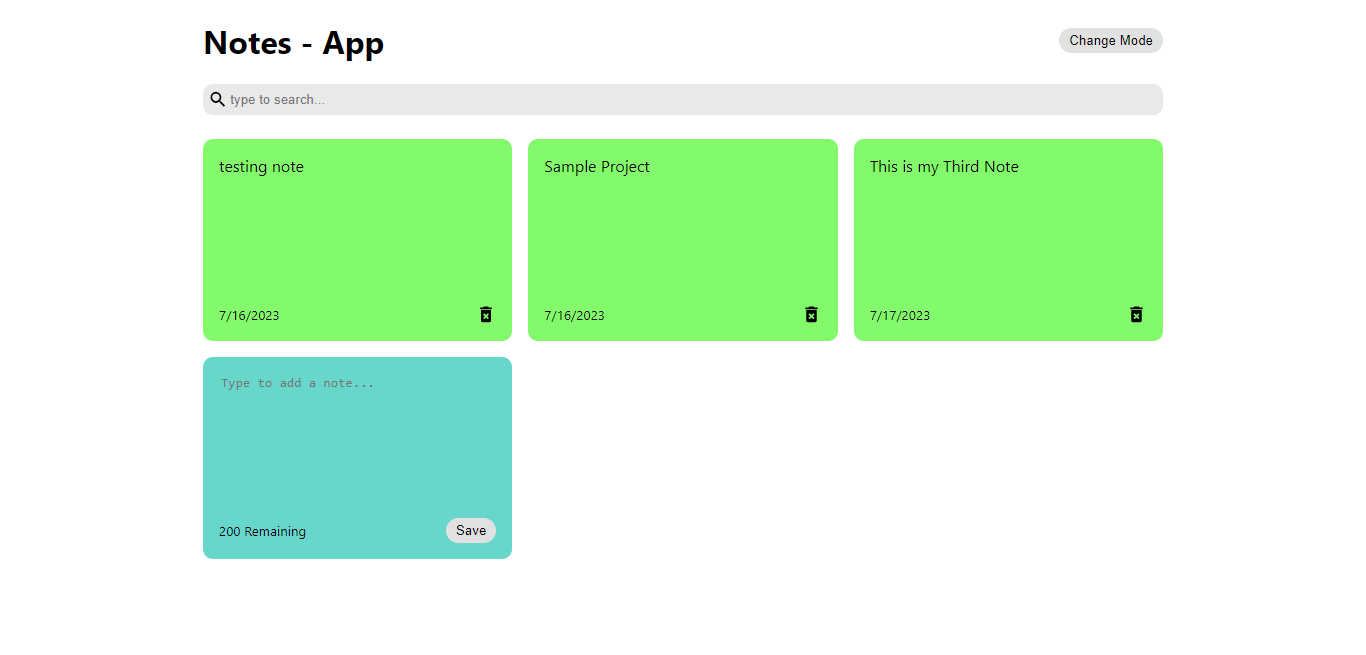 Notes - App
Change Mode
type to search...
testing note
Sample Project
This is my Third Note
7/16/2023
7/16/2023
7/17/2023
Type to add a note...
200 Remaining
Save